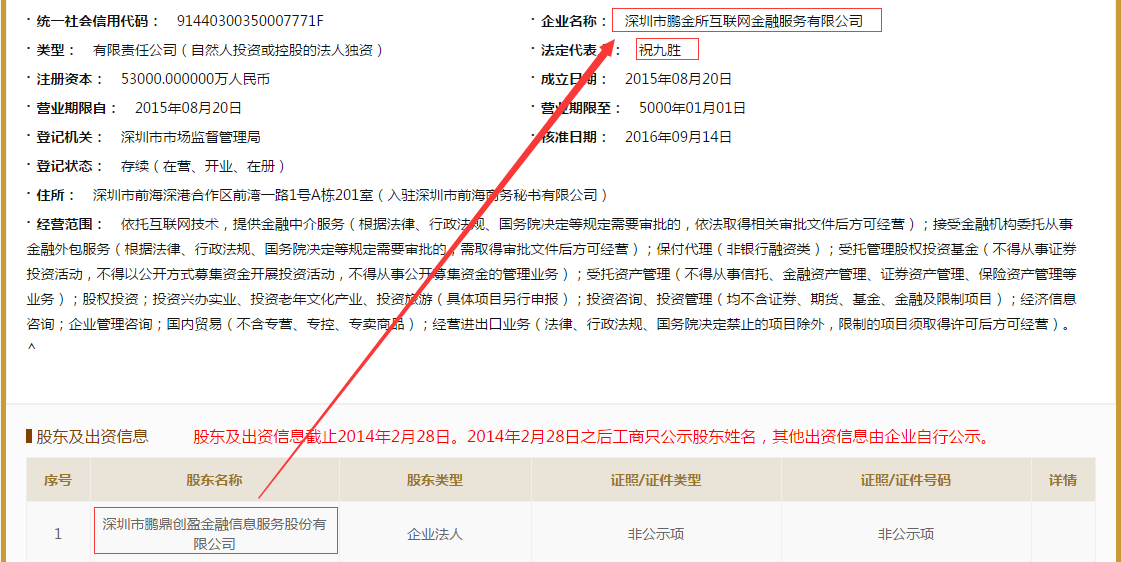 · 统一社会信用代码： 91440300350007771F
· 企业名称： 深圳市鹏金所互联网金融服务有限公司
· 类型： 有限责任公司（自然人投资或控股的法人独资）
· 法定代表人： 祝九胜
· 注册资本： 53000.000000万人民币
· 成立日期： 2015年08月20日
· 营业期限自： 2015年08月20日
· 营业期限至： 5000年01月01日
· 登记机关： 深圳市市场监督管理局
· 核准日期： 2016年09月14日
· 登记状态： 存续（在营、开业、在册）
· 住所： 深圳市前海深港合作区前湾一路1号A栋201室（入驻深圳市前海商务秘书有限公司）
· 经营范围： 依托互联网技术，提供金融中介服务（根据法律、行政法规、国务院决定等规定需要审批的，依法取得相关审批文件后方可经营）；接受金融机构委托从事
金融外包服务（根据法律、行政法规、国务院决定等规定需要审批的，需取得审批文件后方可经营）；保付代理（非银行融资类）；受托管理股权投资基金（不得从事证券
投资活动，不得以公开方式募集资金开展投资活动，不得从事公开募集资金的管理业务）；受托资产管理（不得从事信托、金融资产管理、证券资产管理、保险资产管理等
业务）；股权投资；投资兴办实业、投资老年文化产业、投资旅游（具体项目另行申报）；投资咨询、投资管理（均不含证券、期货、基金、金融及限制项目）；经济信息
咨询；企业管理咨询；国内贸易（不含专营、专控、专卖商品）；经营进出口业务（法律、行政法规、国务院决定禁止的项目除外，限制的项目须取得许可后方可经营）。
^
股东及出资信息 股东及出资信息截止2014年2月28日。2014年2月28日之后工商只公示股东姓名，其他出资信息由企业自行公示。
序号 股东名称 股东类型 证照/证件类型 证照/证件号码 详情
1 深圳市鹏鼎创盈金融信息服务股份有 企业法人 非公示项 非公示项
限公司